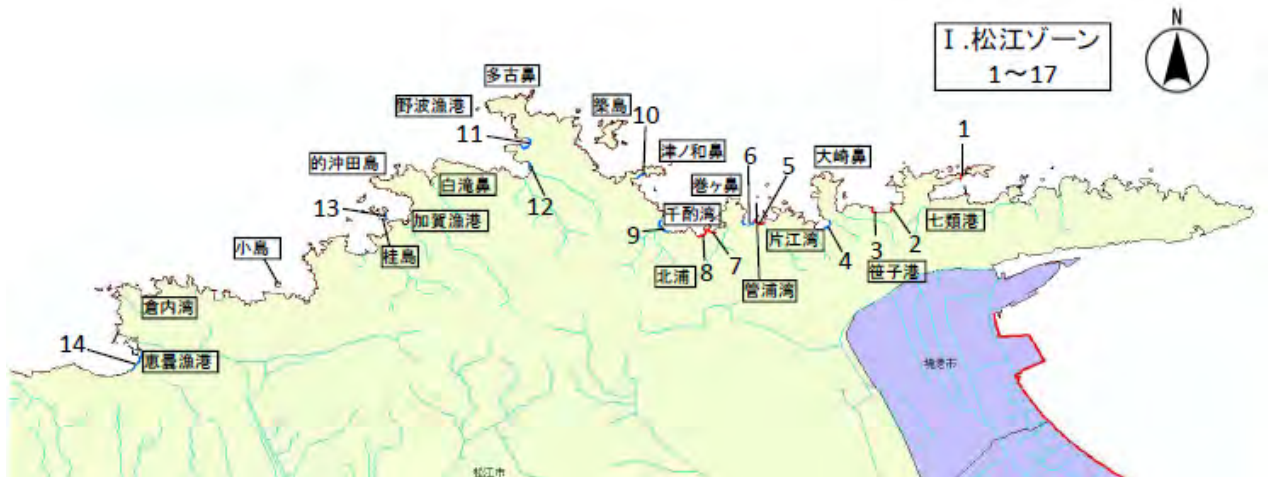 I.松江ゾーン
1～17
N
多古鼻
野波漁港
築島
10
11
津ノ和鼻
大崎鼻
1
的沖田島
白滝鼻
巻ヶ鼻
6
5
13
加賀漁港
12
千酌湾
七類港
9
片江湾
小島
桂島
8
7
4
3
2
北浦
笹子港
管浦湾
倉内湾
14
恵曇漁港
境港市
松江市